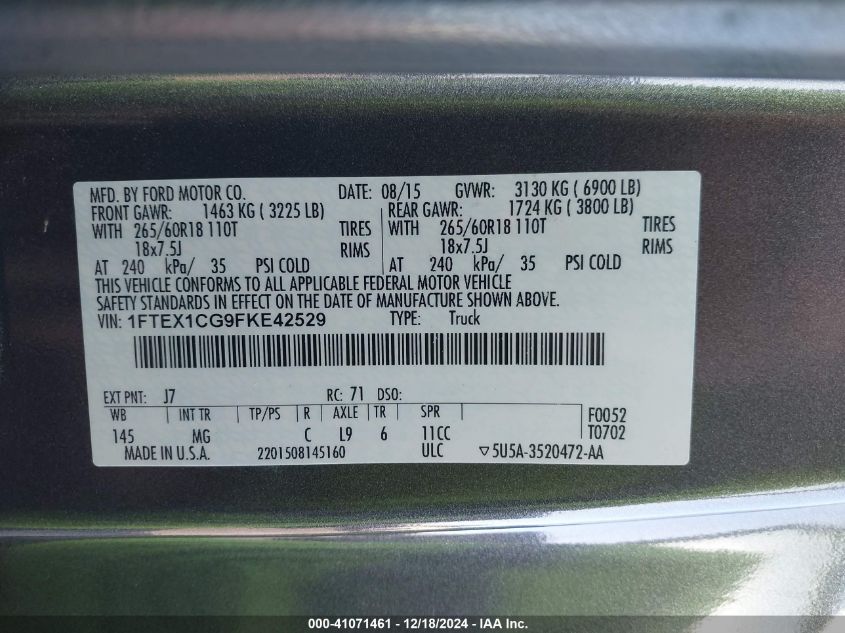 MFD. BY FORD MOTOR CO. DATE: 08/15 GVWR: 3130 KG ( 6900 LB)
FRONT GAWR: 1463 KG ( 3225 LB) REAR GAWR: 1724 KG ( 3800 LB)
WITH 265/60R18 110T TIRES WITH 265/60R18 110T TIRES
18x7.5J RIMS 18x7.5J RIMS
AT 240 kPa/ 35 PSI COLD AT 240 kPa/ 35 PSI COLD
THIS VEHICLE CONFORMS TO ALL APPLICABLE FEDERAL MOTOR VEHICLE
SAFETY STANDARDS IN EFFECT ON THE DATE OF MANUFACTURE SHOWN ABOVE.
VIN: 1FTEX1CG9FKE42529 TYPE: Truck
EXT PNT: J7 RC: 71 DSO:
WB INT TR TP/PS R AXLE TR SPR F0052
145 MG C L9 6 11CC T0702
MADE IN U.S.A. 2201508145160 ULC ▽5U5A-3520472-AA
000-41071461 - 12/18/2024 - IAA Inc.